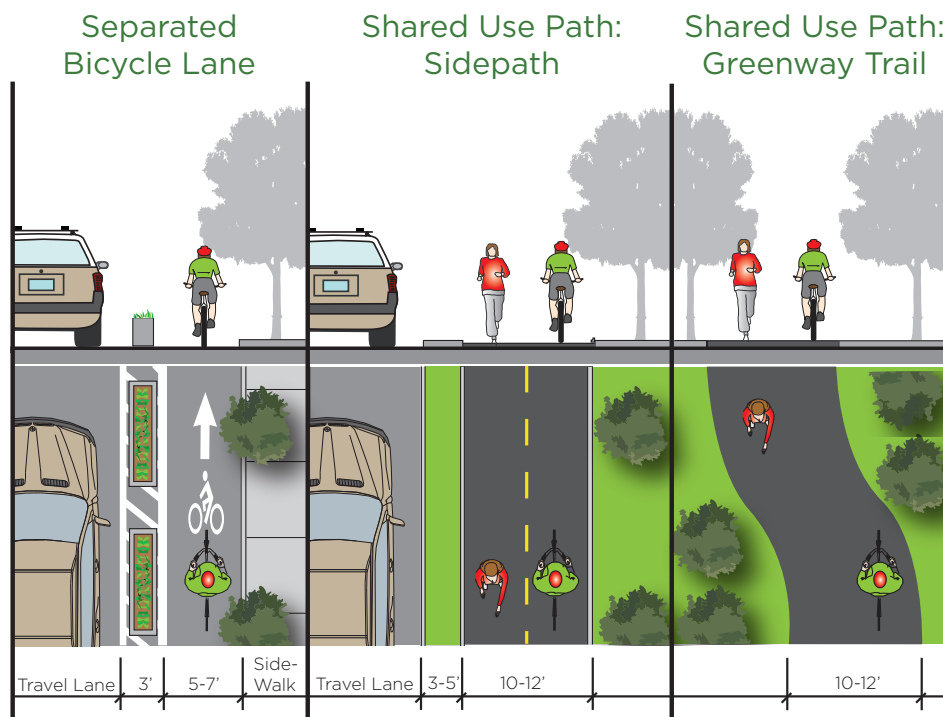 Separated
Bicycle Lane
Shared Use Path:
Sidepath
Shared Use Path:
Greenway Trail
Travel Lane
3’
5-7’
Side-
Walk
Travel Lane
3-5’
10-12’
10-12’